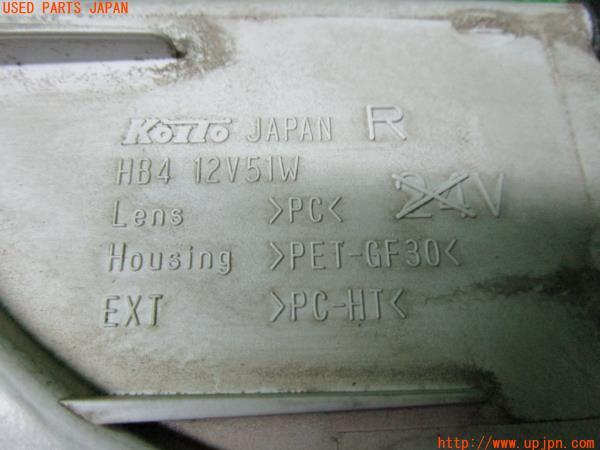 USED PARTS JAPAN
KOITO JAPAN R
HB4 12V51W
24V
Lens >PC<
Housing >PET-GF30<
EXT >PC-HT<
http://www.upjpn.com